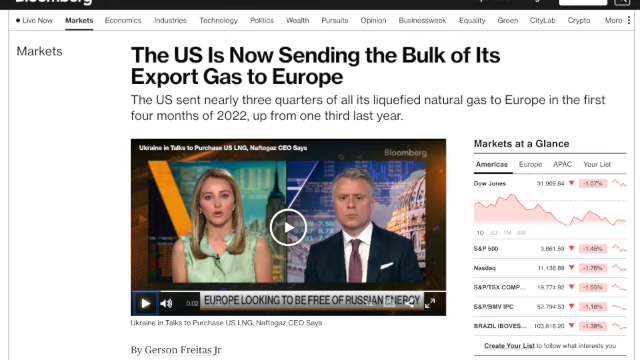 Bloomberg
Live Now Markets Economics Industries Technology Politics Wealth Pursuits Opinion Businessweek Equality Green CityLab Crypto More
Markets
The US Is Now Sending the Bulk of Its
Export Gas to Europe
The US sent nearly three quarters of all its liquefied natural gas to Europe in the first
four months of 2022, up from one third last year.
Ukraine in Talks to Purchase US LNG, Naftogaz CEO Says
Bloomberg
EUROPE LOOKING TO BE FREE OF RUSSIAN ENERGY
0:02
Ukraine in Talks to Purchase US LNG, Naftogaz CEO Says
By Gerson Freitas Jr
Markets at a Glance
Americas Europe APAC Your List
Dow Jones 31,909.64 -1.07%
1D 5D 1M 6M
S&P 500 3,861.59 -1.45%
Nasdaq 11,138.89 -1.76%
S&P/TSX COMP... 19,774.92 -1.55%
S&P/BMV IPC 52,794.53 -1.18%
BRAZIL IBOVES... 103,618.20 -1.38%
Create Your List to follow what interests you